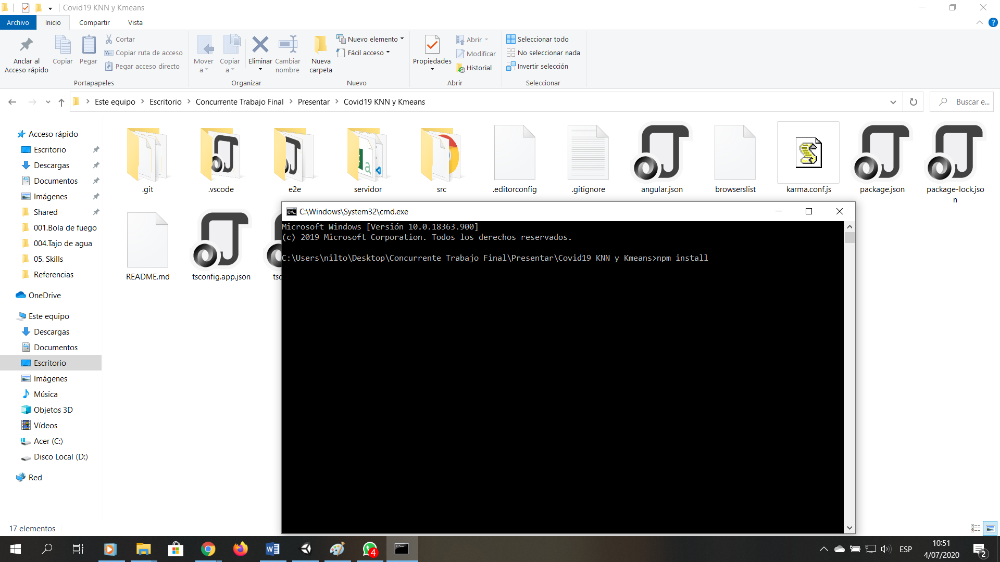 Covid19 KNN y Kmeans
Archivo
Inicio
Compartir
Vista
Anclar al
Acceso rápido
Copiar
Pegar
Cortar
Copiar ruta de acceso
Pegar acceso directo
Portapapeles
Mover
a
Copiar
a
Eliminar
Cambiar
nombre
Organizar
Nueva
carpeta
Nuevo elemento
Fácil acceso
Nuevo
Propiedades
Abrir
Modificar
Historial
Abrir
Seleccionar todo
No seleccionar nada
Invertir selección
Seleccionar
Este equipo > Escritorio > Concurrente Trabajo Final > Presentar > Covid19 KNN y Kmeans
Buscar e...
Acceso rápido
Escritorio
Descargas
Documentos
Imágenes
Shared
001.Bola de fuego
004.Tajo de agua
05. Skills
Referencias
OneDrive
Este equipo
Descargas
Documentos
Escritorio
Imágenes
Música
Objetos 3D
Vídeos
Acer (C:)
Disco Local (D:)
Red
.git
.vscode
e2e
servidor
src
.editorconfig
.gitignore
angular.json
browserslist
karma.conf.js
package.json
package-lock.jso
n
README.md
tsconfig.app.json
tsc
C:\Windows\System32\cmd.exe
Microsoft Windows [Versión 10.0.18363.900]
(c) 2019 Microsoft Corporation. Todos los derechos reservados.
C:\Users\nilto\Desktop\Concurrente Trabajo Final\Presentar\Covid19 KNN y Kmeans>npm install
17 elementos
4
ESP
10:51
4/07/2020
2